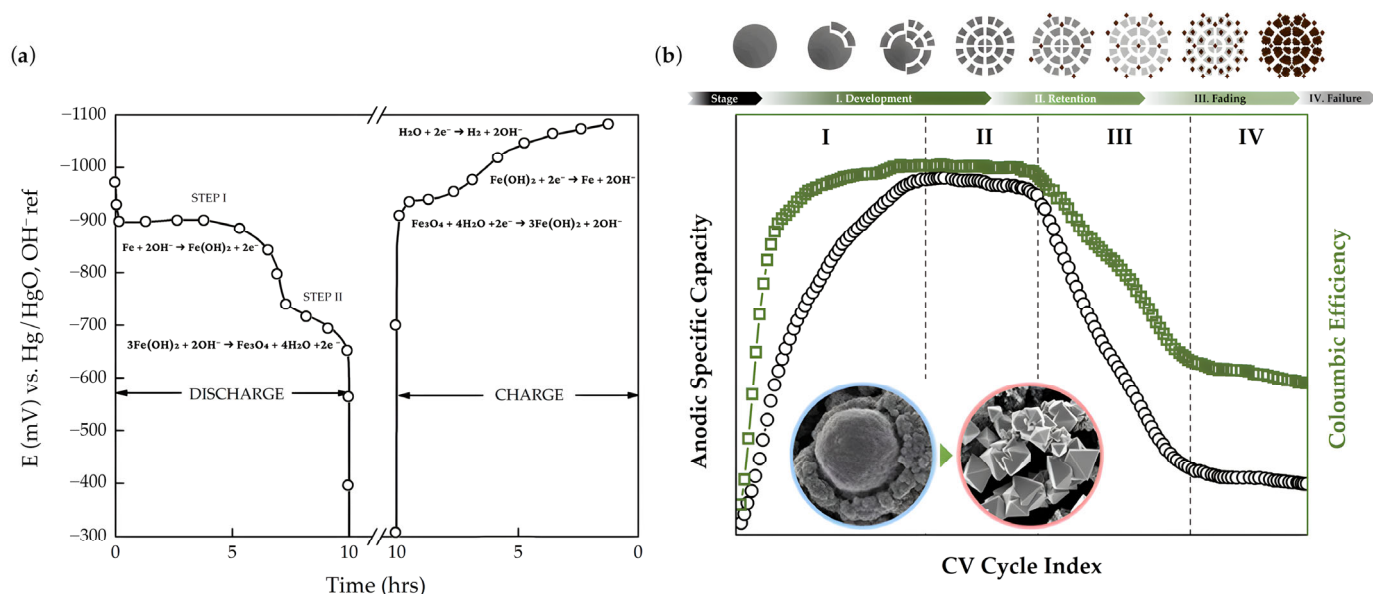 (a)
E (mV) vs. Hg/HgO, OH⁻ ref
−1100
−1000
−900
−800
−700
−600
−500
−400
−300
H₂O + 2e⁻ → H₂ + 2OH⁻
Fe(OH)₂ + 2e⁻ → Fe + 2OH⁻
STEP I
Fe₃O₄ + 4H₂O +2e⁻ → 3Fe(OH)₂ + 2OH⁻
Fe + 2OH⁻ → Fe(OH)₂ + 2e⁻
STEP II
3Fe(OH)₂ + 2OH⁻ → Fe₃O₄ + 4H₂O +2e⁻
DISCHARGE
CHARGE
0 5 10 10 5 0
Time (hrs)
(b)
Stage I. Development II. Retention III. Fading IV. Failure
I II III IV
Anodic Specific Capacity
Coloumbic Efficiency
CV Cycle Index